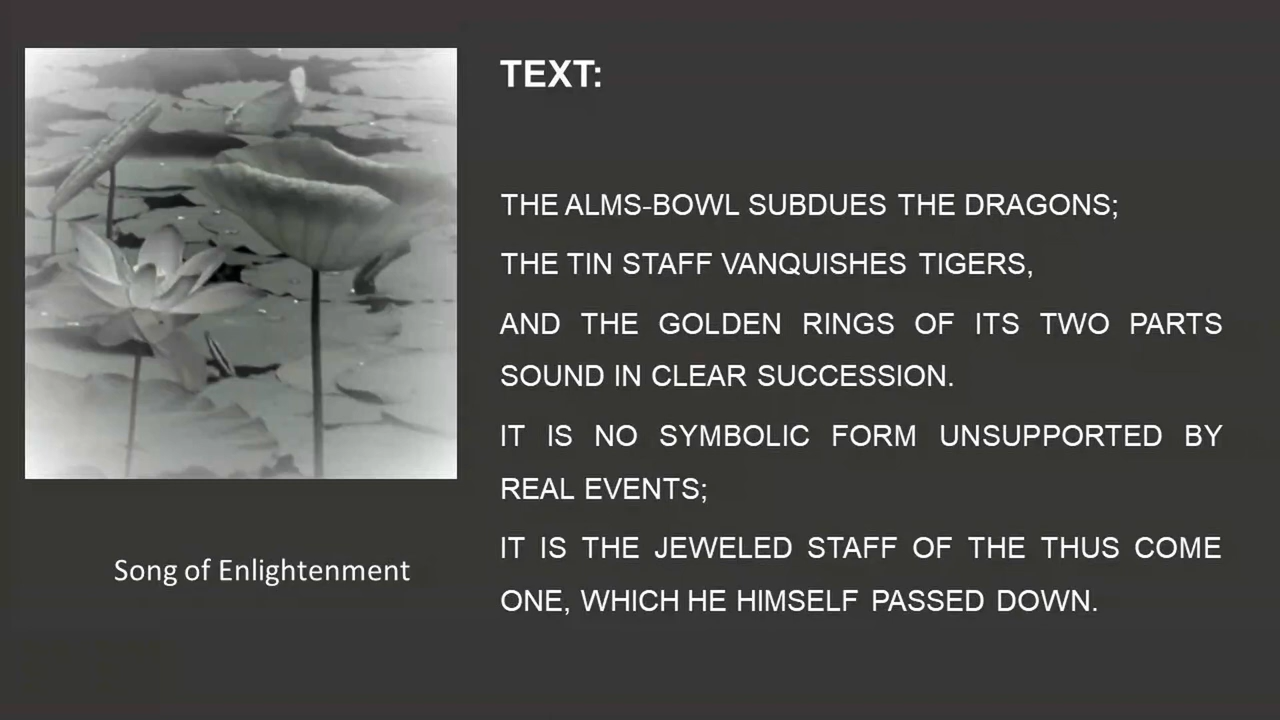 TEXT:
THE ALMS-BOWL SUBDUES THE DRAGONS;
THE TIN STAFF VANQUISHES TIGERS,
AND THE GOLDEN RINGS OF ITS TWO PARTS
SOUND IN CLEAR SUCCESSION.
IT IS NO SYMBOLIC FORM UNSUPPORTED BY
REAL EVENTS;
IT IS THE JEWELED STAFF OF THE THUS COME
ONE, WHICH HE HIMSELF PASSED DOWN.
Song of Enlightenment